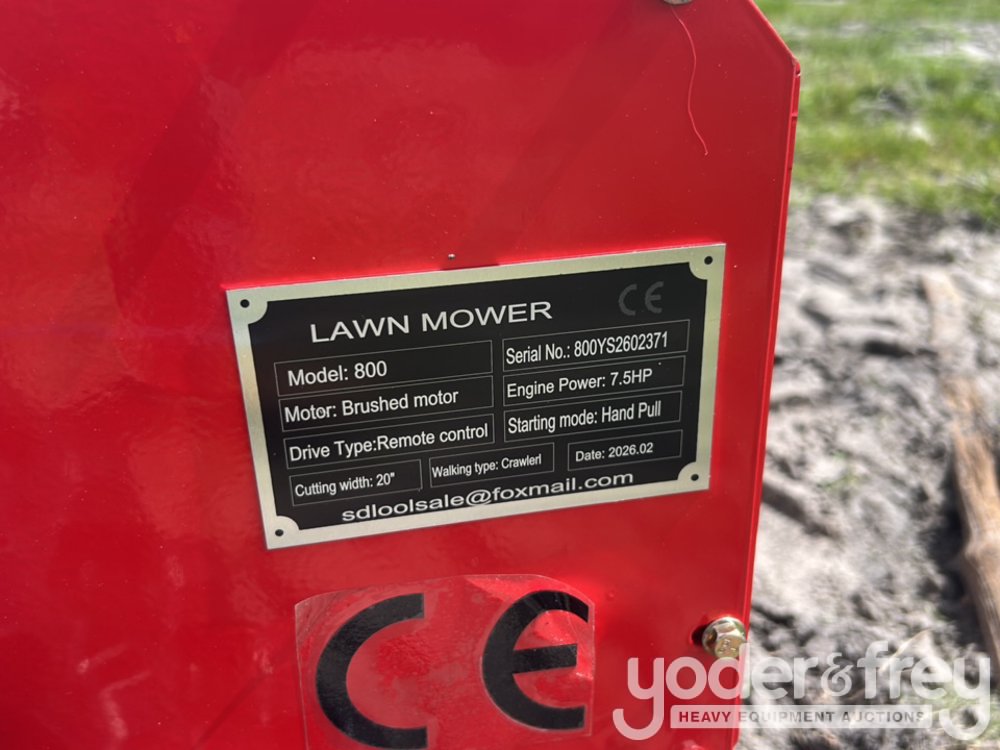 LAWN MOWER CE
Model: 800 Serial No.: 800YS2602371
Motor: Brushed motor Engine Power: 7.5HP
Drive Type:Remote control Starting mode: Hand Pull
Cutting width: 20" Walking type: Crawlerl Date: 2026.02
sdloolsale@foxmail.com
CE
yoder&frey
HEAVY EQUIPMENT AUCTIONS